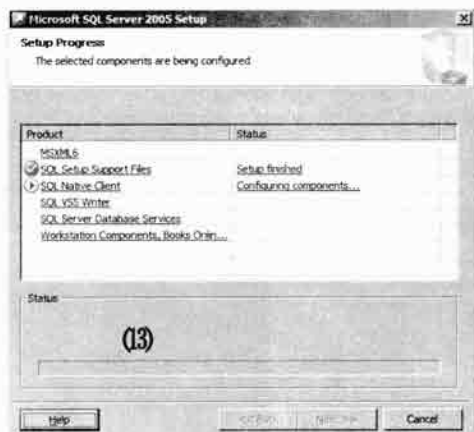 Microsoft SQL Server 2005 Setup
Setup Progress
The selected components are being configured
Product Status
MSXML6
SQL Setup Support Files Setup finished
SQL Native Client Configuring components...
SQL VSS Writer
SQL Server Database Services
Workstation Components, Books Onlin...
Status
(13)
Help Cancel